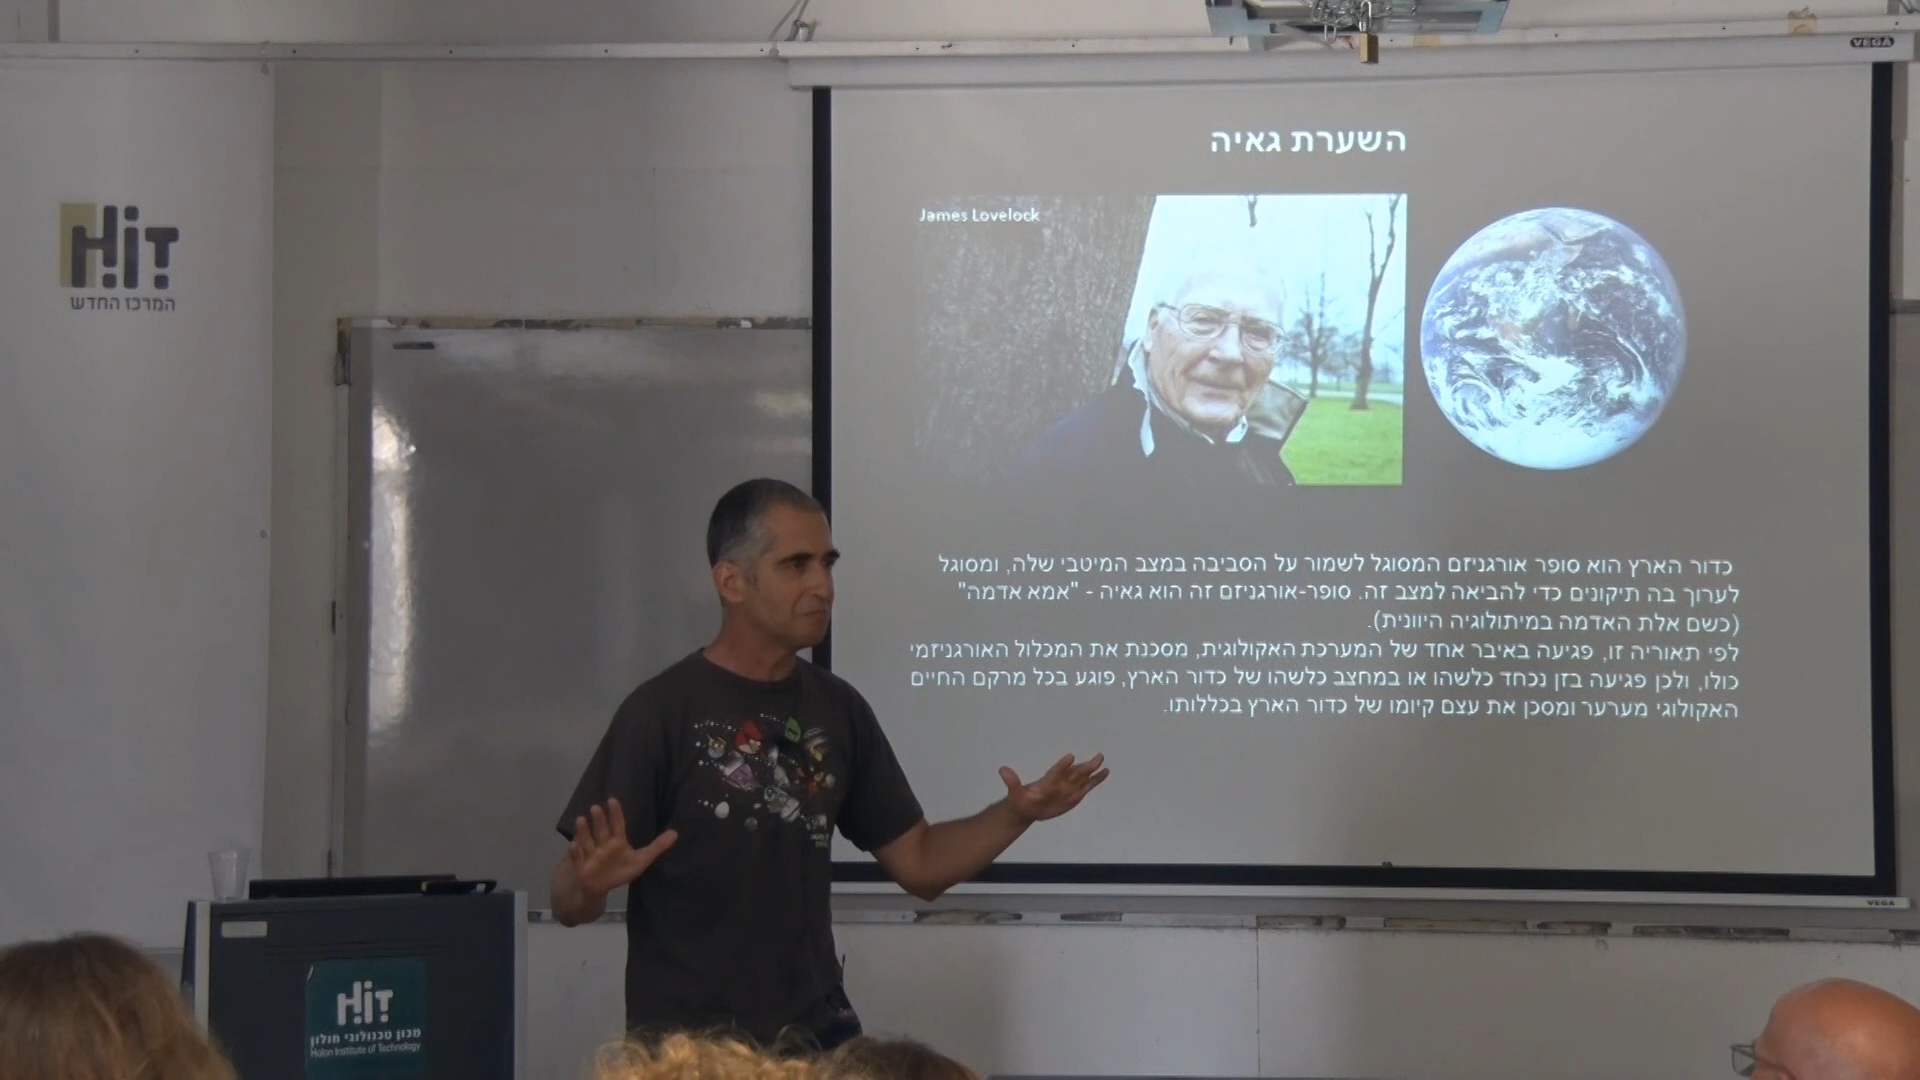 VEGA
השערת גאיה
James Lovelock
כדור הארץ הוא סופר אורגניזם המסוגל לשמור על הסביבה במצב המיטבי שלה, ומסוגל
לערוך בה תיקונים כדי להביאה למצב זה. סופר-אורגניזם זה הוא גאיה - "אמא אדמה"
(כשם אלת האדמה במיתולוגיה היוונית).
לפי תאוריה זו, פגיעה באיבר אחד של המערכת האקולוגית, מסכנת את המכלול האורגניזמי
כולו, ולכן פגיעה בזן נכחד כלשהו או במחצב כלשהו של כדור הארץ, פוגע בכל מרקם החיים
האקולוגי מערער ומסכן את עצם קיומו של כדור הארץ בכללותו.
VEGA
HiT
המרכז החדש
HiT
מכון טכנולוגי חולון
Holon Institute of Technology